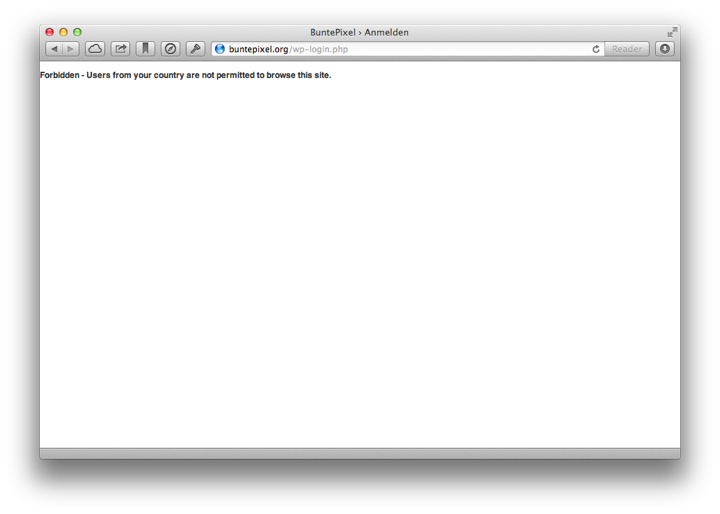 BuntePixel › Anmelden
buntepixel.org/wp-login.php
Reader
Forbidden - Users from your country are not permitted to browse this site.